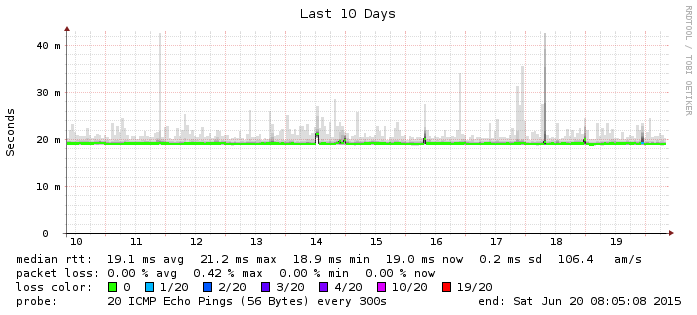 Last 10 Days
RRDTOOL / TOBI OETIKER
Seconds
40 m
30 m
20 m
10 m
0
10 11 12 13 14 15 16 17 18 19
median rtt: 19.1 ms avg 21.2 ms max 18.9 ms min 19.0 ms now 0.2 ms sd 106.4 am/s
packet loss: 0.00 % avg 0.42 % max 0.00 % min 0.00 % now
loss color: 0 1/20 2/20 3/20 4/20 10/20 19/20
probe: 20 ICMP Echo Pings (56 Bytes) every 300s end: Sat Jun 20 08:05:08 2015